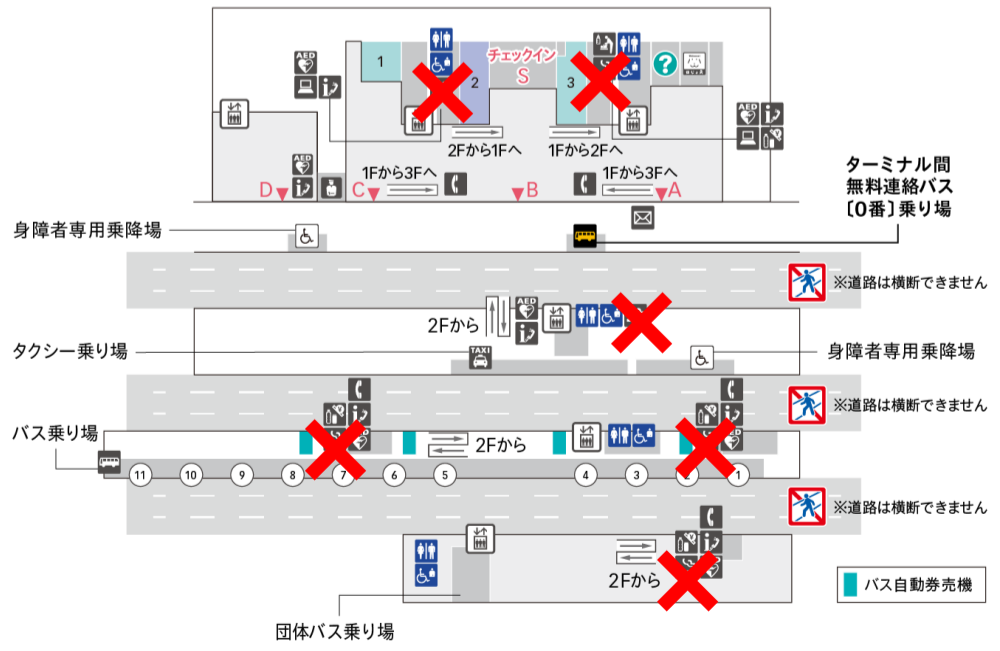 AED
1
2
チェックイン
S
3
?
AED
2Fから1Fへ
1Fから2Fへ
AED
1Fから3Fへ
1Fから3Fへ
D
C
B
A
ターミナル間
無料連絡バス
〔0番〕乗り場
身障者専用乗降場
※道路は横断できません
AED
2Fから
TAXI
タクシー乗り場
身障者専用乗降場
※道路は横断できません
バス乗り場
2Fから
11
10
9
8
7
6
5
4
3
2
1
※道路は横断できません
2Fから
バス自動券売機
団体バス乗り場